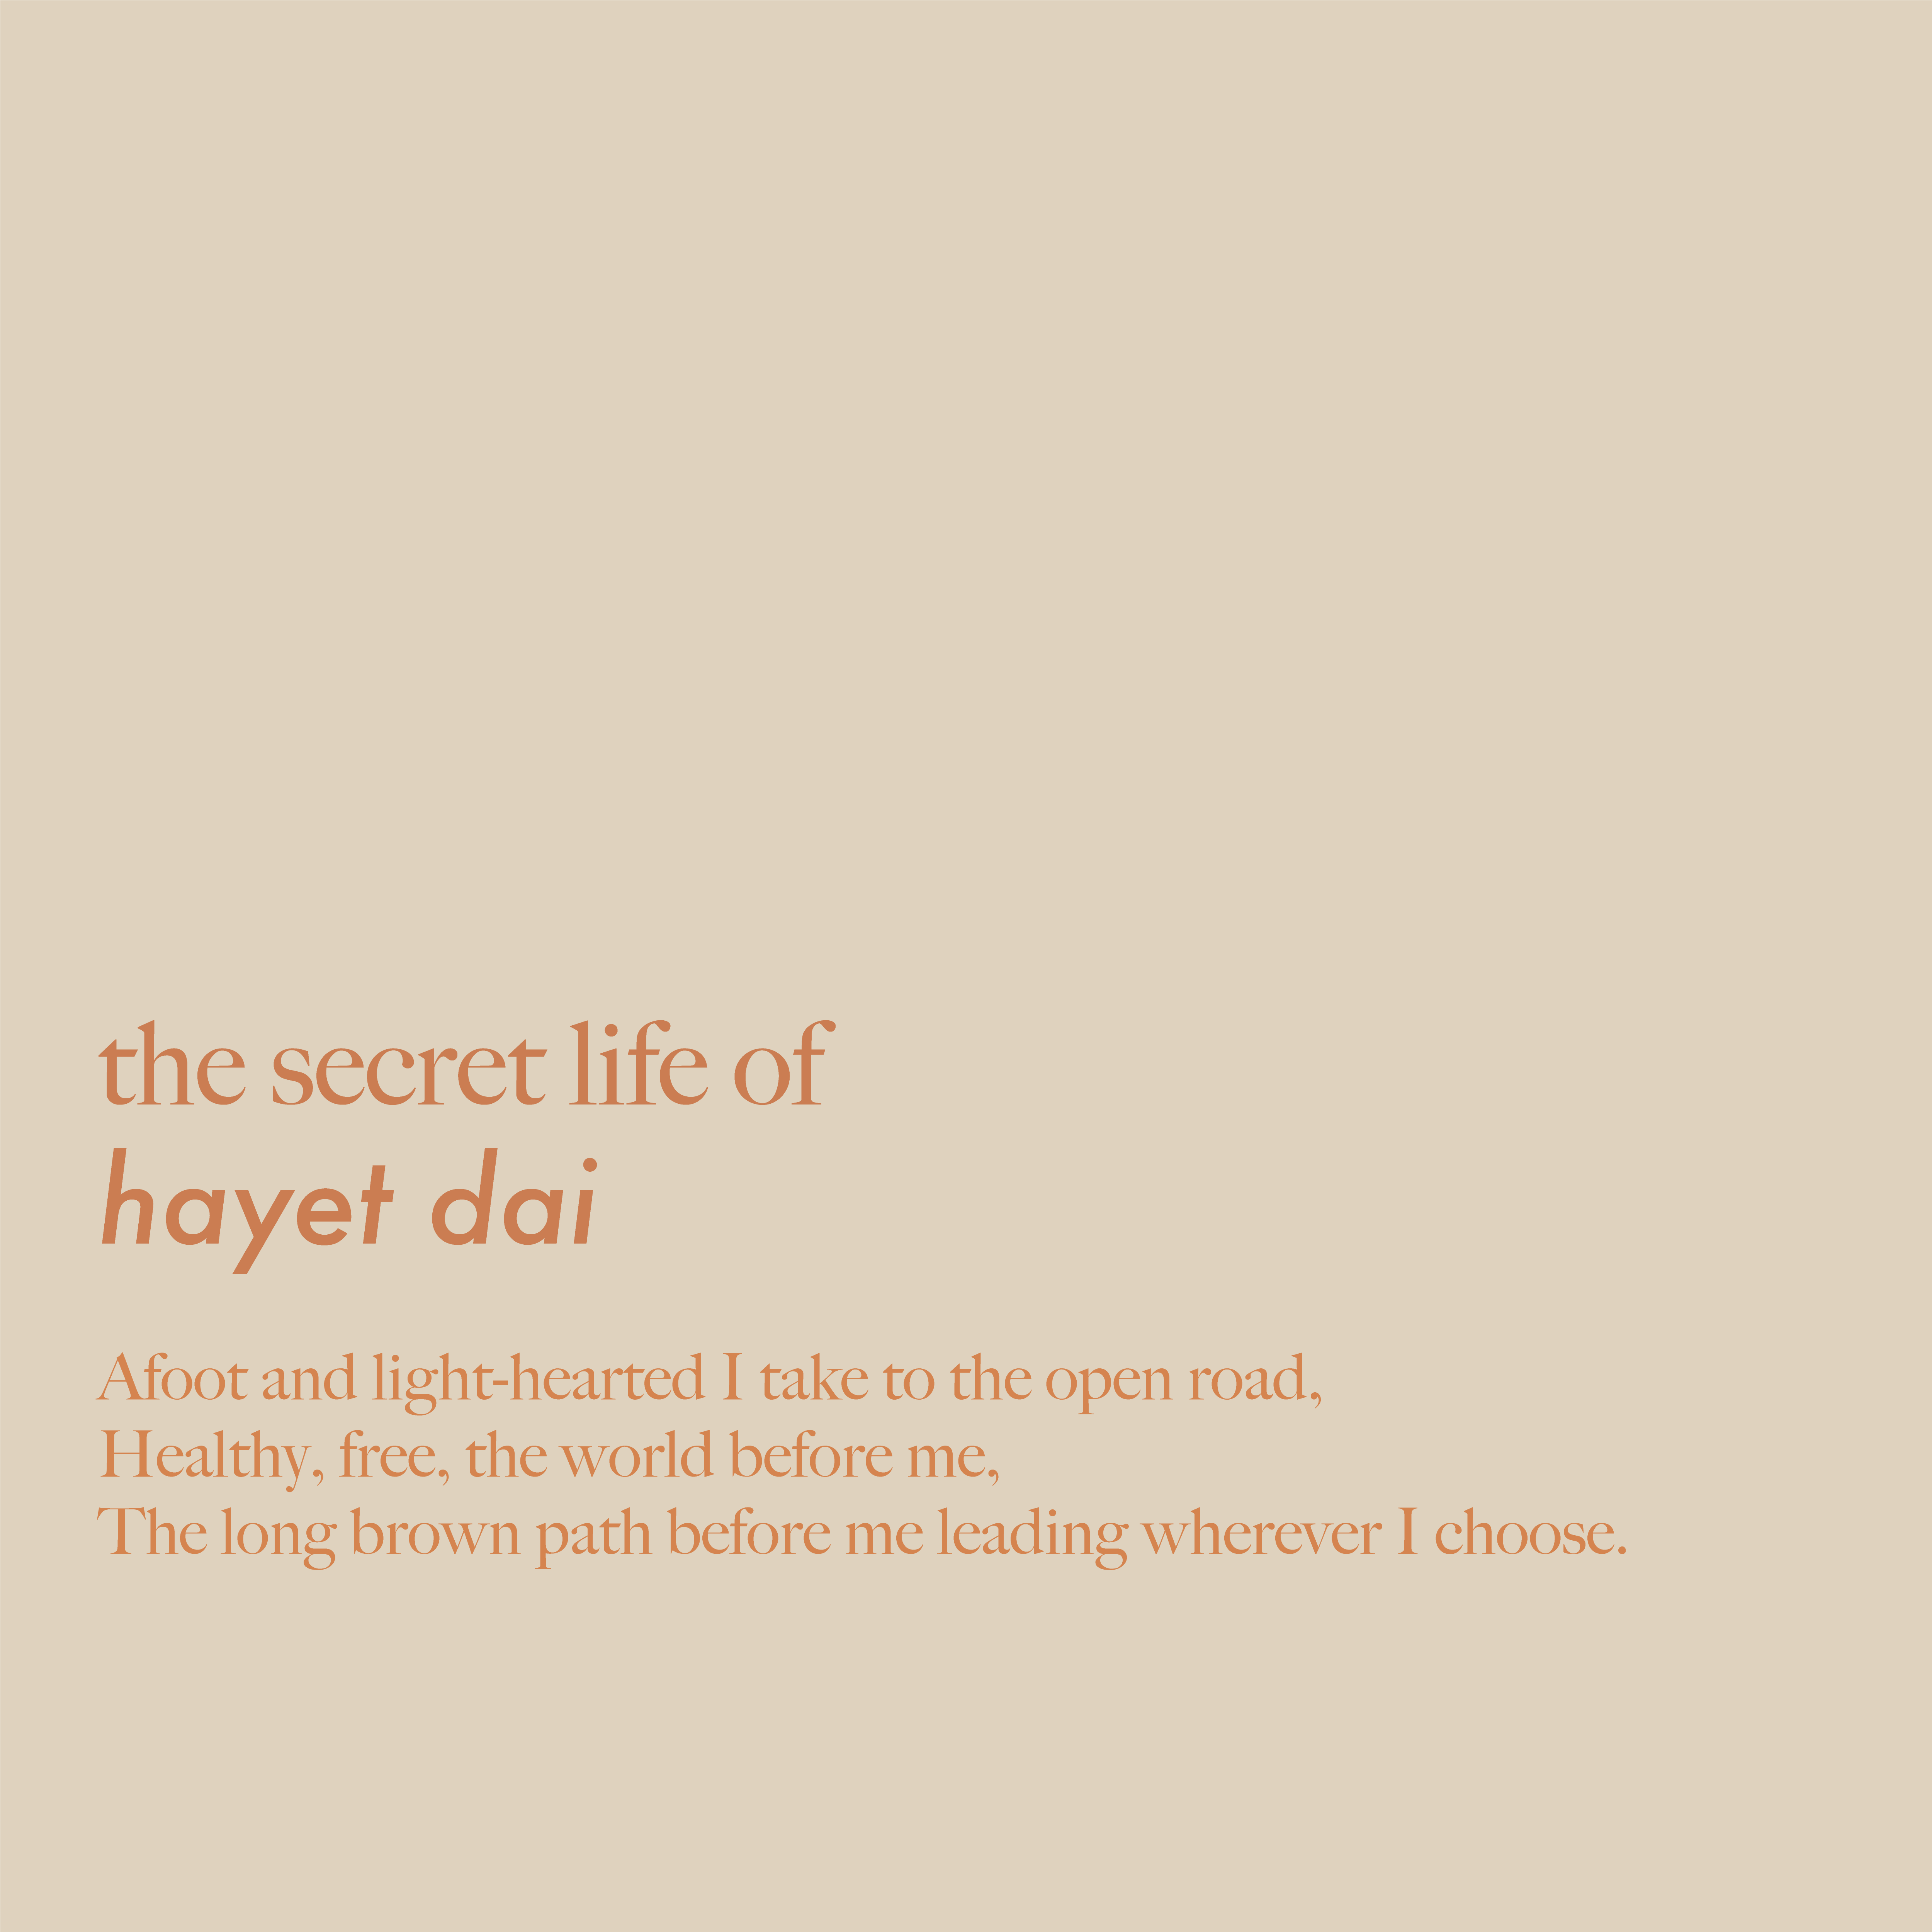 the secret life of
hayet dai
Afoot and light-hearted I take to the open road,
Healthy, free, the world before me,
The long brown path before me leading wherever I choose.